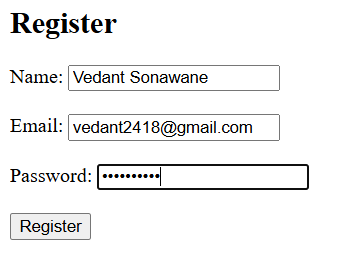 Register
Name: Vedant Sonawane
Email: vedant2418@gmail.com
Password: ••••••••••
Register